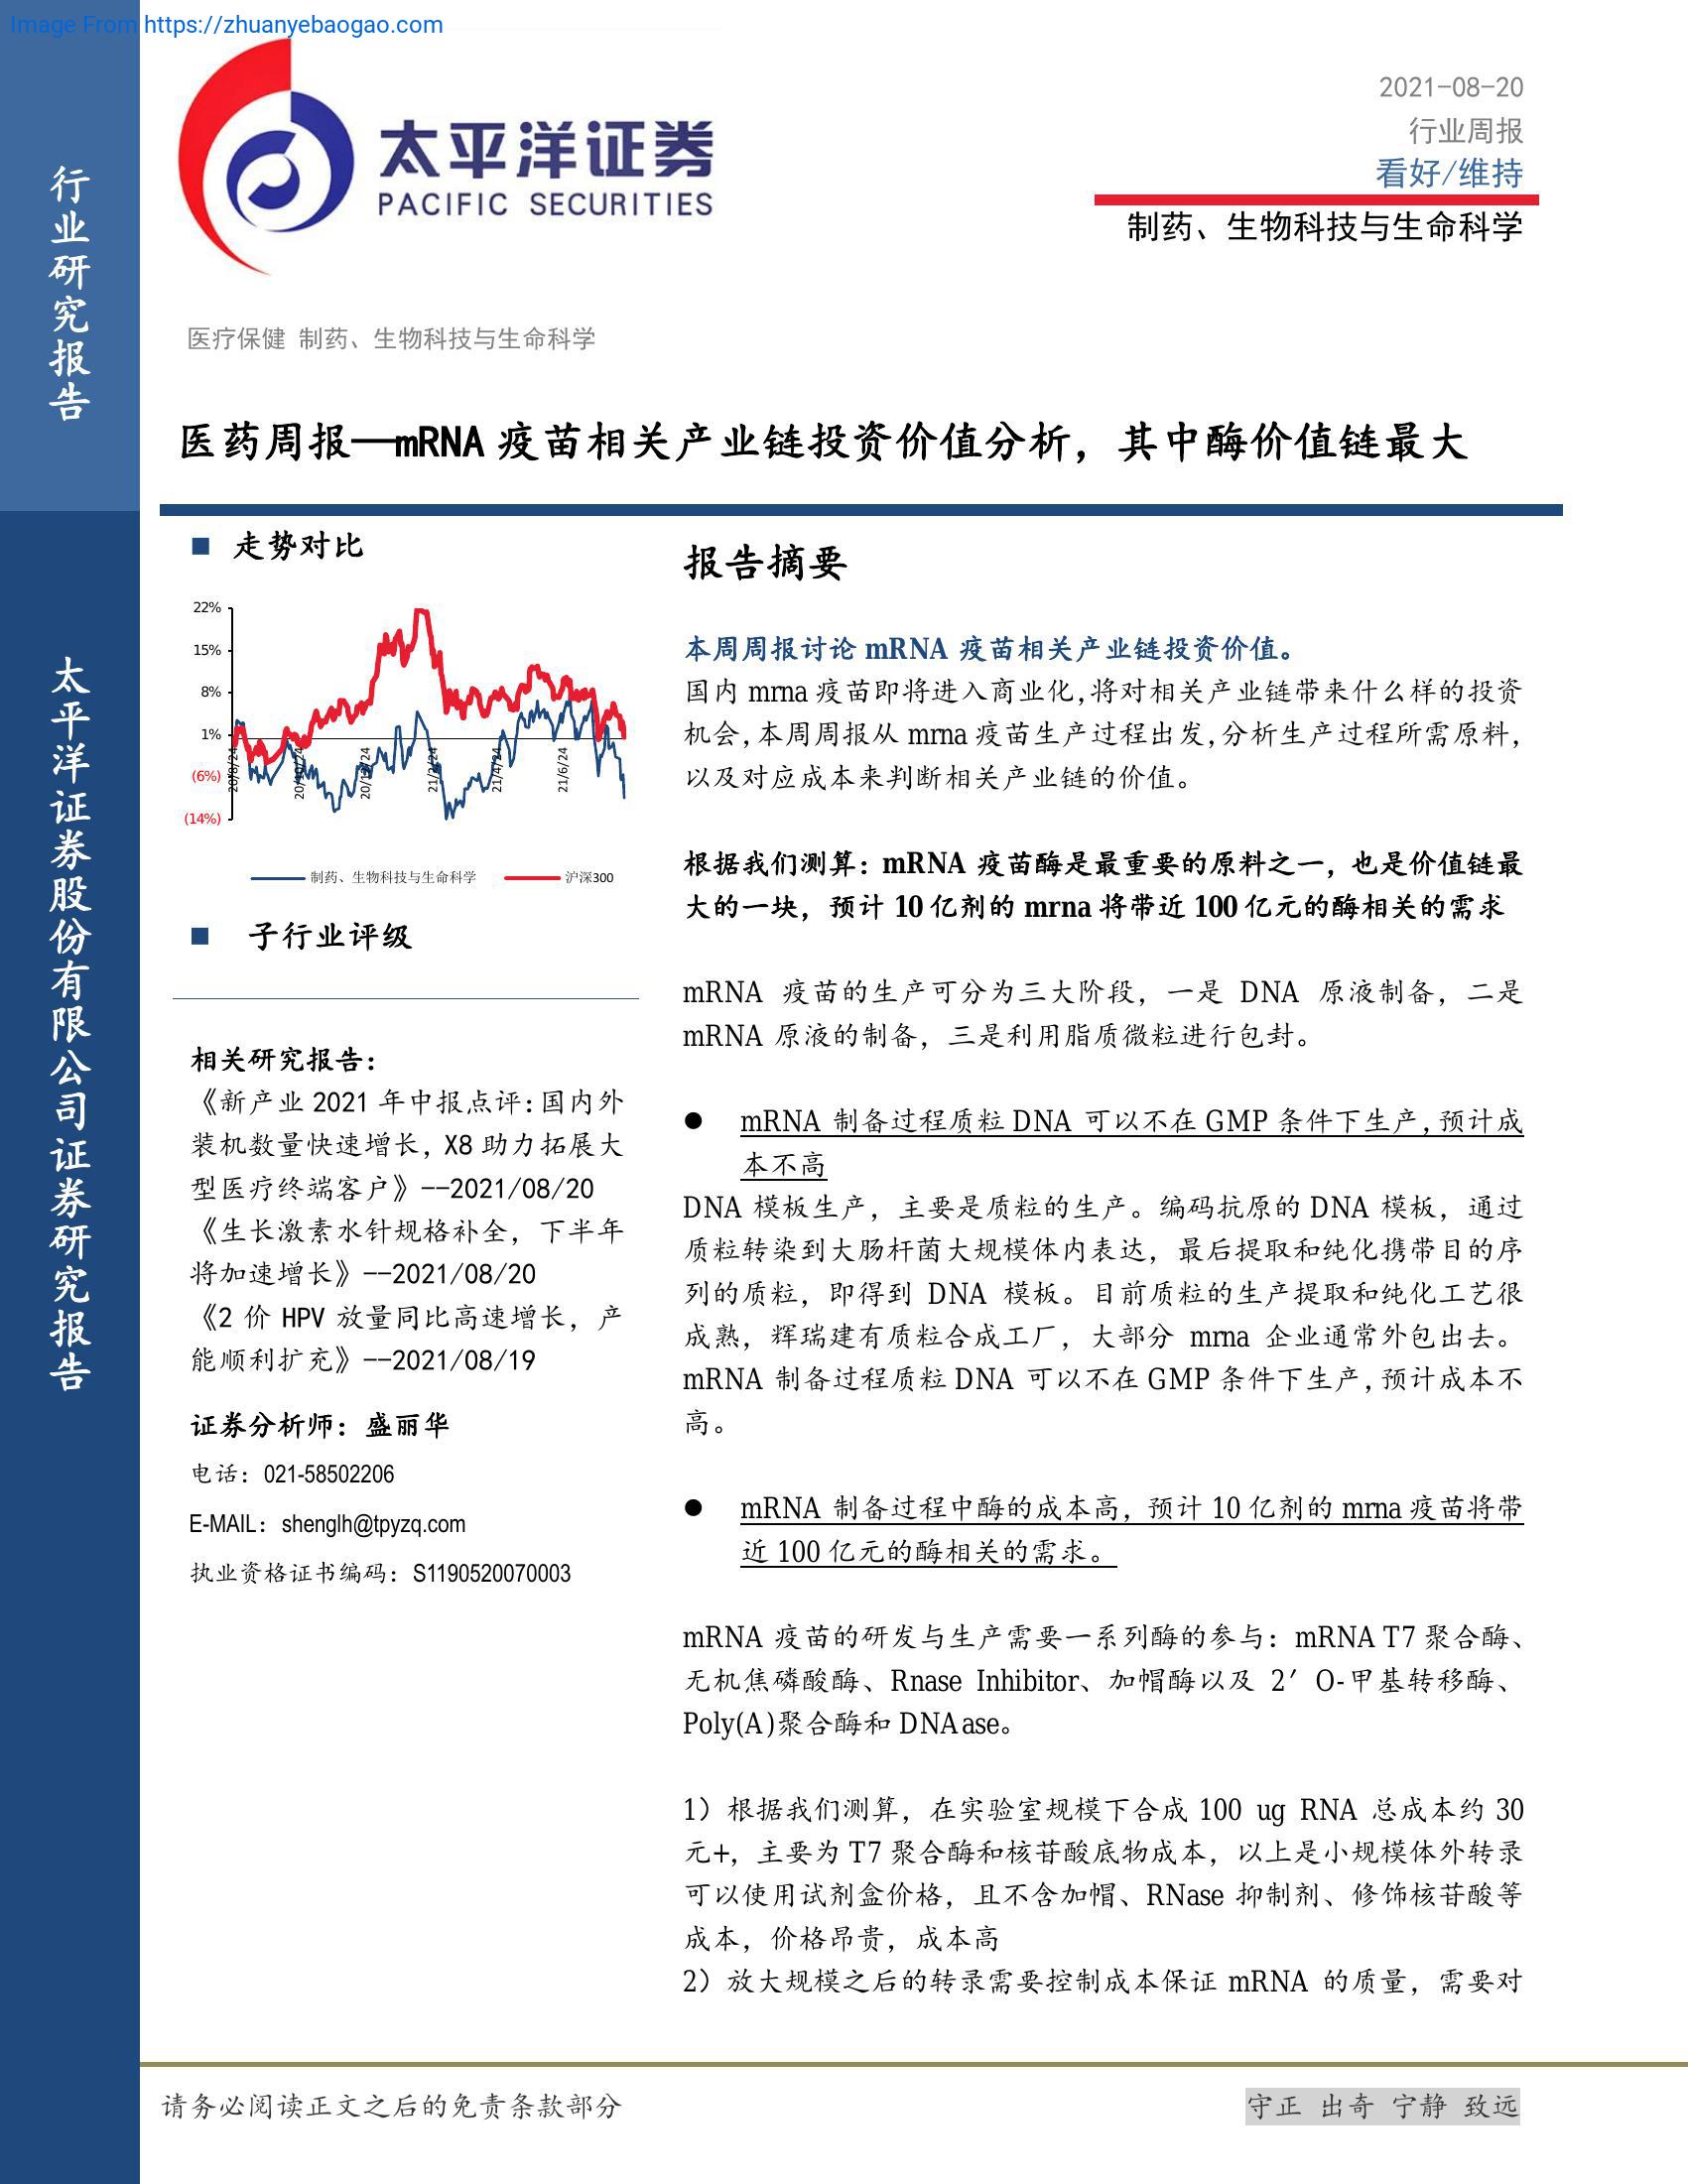 Image From https://zhuanyebaogao.com
行业研究报告
太平洋证券股份有限公司证券研究报告
太平洋证券
PACIFIC SECURITIES
2021-08-20
行业周报
看好/维持
制药、生物科技与生命科学
医疗保健 制药、生物科技与生命科学
医药周报—mRNA 疫苗相关产业链投资价值分析，其中酶价值链最大
■ 走势对比
22%
15%
8%
1%
(6%)
(14%)
20/8/24
20/10/24
20/12/24
21/2/24
21/4/24
21/6/24
制药、生物科技与生命科学
沪深300
■ 子行业评级
相关研究报告：
《新产业 2021 年中报点评：国内外
装机数量快速增长，X8 助力拓展大
型医疗终端客户》--2021/08/20
《生长激素水针规格补全，下半年
将加速增长》--2021/08/20
《2 价 HPV 放量同比高速增长，产
能顺利扩充》--2021/08/19
证券分析师：盛丽华
电话：021-58502206
E-MAIL：shenglh@tpyzq.com
执业资格证书编码：S1190520070003
报告摘要
本周周报讨论 mRNA 疫苗相关产业链投资价值。
国内 mrna 疫苗即将进入商业化，将对相关产业链带来什么样的投资
机会，本周周报从 mrna 疫苗生产过程出发，分析生产过程所需原料，
以及对应成本来判断相关产业链的价值。
根据我们测算：mRNA 疫苗酶是最重要的原料之一，也是价值链最
大的一块，预计 10 亿剂的 mrna 将带近 100 亿元的酶相关的需求
mRNA 疫苗的生产可分为三大阶段，一是 DNA 原液制备，二是
mRNA 原液的制备，三是利用脂质微粒进行包封。
● mRNA 制备过程质粒 DNA 可以不在 GMP 条件下生产，预计成
本不高
DNA 模板生产，主要是质粒的生产。编码抗原的 DNA 模板，通过
质粒转染到大肠杆菌大规模体内表达，最后提取和纯化携带目的序
列的质粒，即得到 DNA 模板。目前质粒的生产提取和纯化工艺很
成熟，辉瑞建有质粒合成工厂，大部分 mrna 企业通常外包出去。
mRNA 制备过程质粒 DNA 可以不在 GMP 条件下生产，预计成本不
高。
● mRNA 制备过程中酶的成本高，预计 10 亿剂的 mrna 疫苗将带
近 100 亿元的酶相关的需求。
mRNA 疫苗的研发与生产需要一系列酶的参与：mRNA T7 聚合酶、
无机焦磷酸酶、Rnase Inhibitor、加帽酶以及 2′ O-甲基转移酶、
Poly(A)聚合酶和 DNAase。
1）根据我们测算，在实验室规模下合成 100 ug RNA 总成本约 30
元+，主要为 T7 聚合酶和核苷酸底物成本，以上是小规模体外转录
可以使用试剂盒价格，且不含加帽、RNase 抑制剂、修饰核苷酸等
成本，价格昂贵，成本高
2）放大规模之后的转录需要控制成本保证 mRNA 的质量，需要对
请务必阅读正文之后的免责条款部分
守正 出奇 宁静 致远